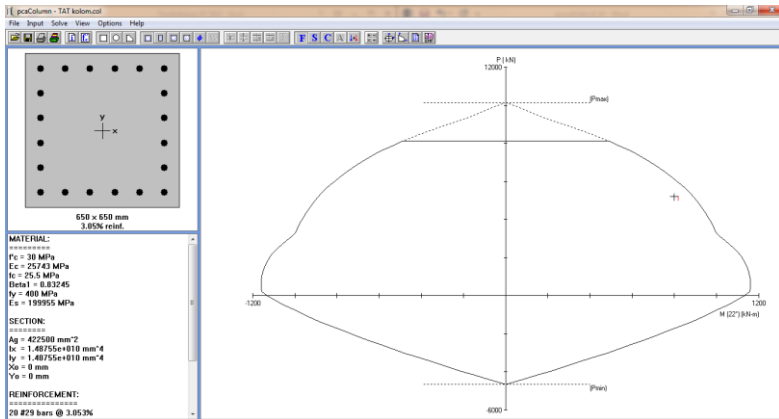 pcaColumn - TAT kolom.col
File Input Solve View Options Help
F S C A
y
x
650 x 650 mm
3.05% reinf.
MATERIAL:
=========
f'c = 30 MPa
Ec = 25743 MPa
fc = 25.5 MPa
Beta1 = 0.83245
fy = 400 MPa
Es = 199955 MPa
SECTION:
========
Ag = 422500 mm^2
Ix = 1.48755e+010 mm^4
Iy = 1.48755e+010 mm^4
Xo = 0 mm
Yo = 0 mm
REINFORCEMENT:
==============
20 #29 bars @ 3.053%
P ( kN)
12000
(Pmax)
1
-1200
1200
M (22°) (kN-m)
(Pmin)
-6000